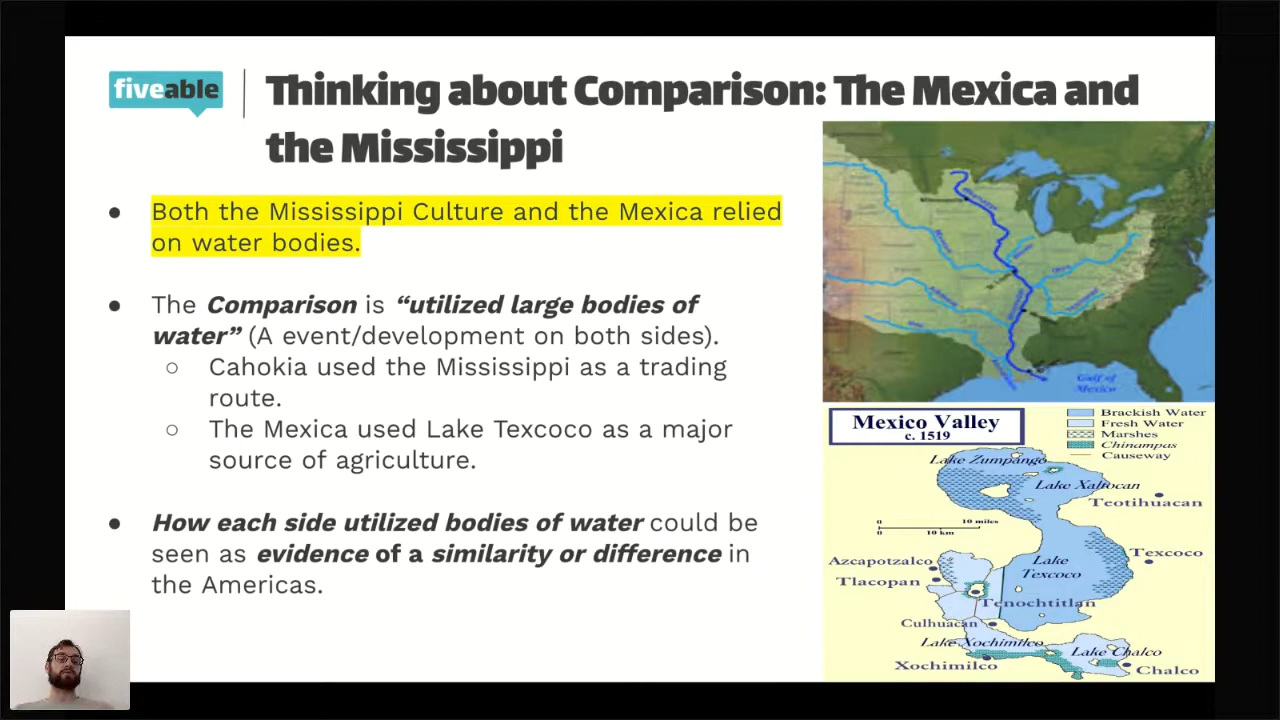 fiveable
Thinking about Comparison: The Mexica and
the Mississippi
● Both the Mississippi Culture and the Mexica relied
on water bodies.
● The Comparison is “utilized large bodies of
water” (A event/development on both sides).
○ Cahokia used the Mississippi as a trading
route.
○ The Mexica used Lake Texcoco as a major
source of agriculture.
● How each side utilized bodies of water could be
seen as evidence of a similarity or difference in
the Americas.
Gulf of
Mexico
Mexico Valley
c. 1519
Brackish Water
Fresh Water
Marshes
Chinampas
Causeway
Lake Zumpango
Lake Xaltocan
Teotihuacan
0 10 miles
0 10 km
Azcapotzalco
Tlacopan
Lake
Texcoco
Texcoco
Tenochtitlan
Culhuacan
Lake Xochimilco
Lake Chalco
Xochimilco
Chalco